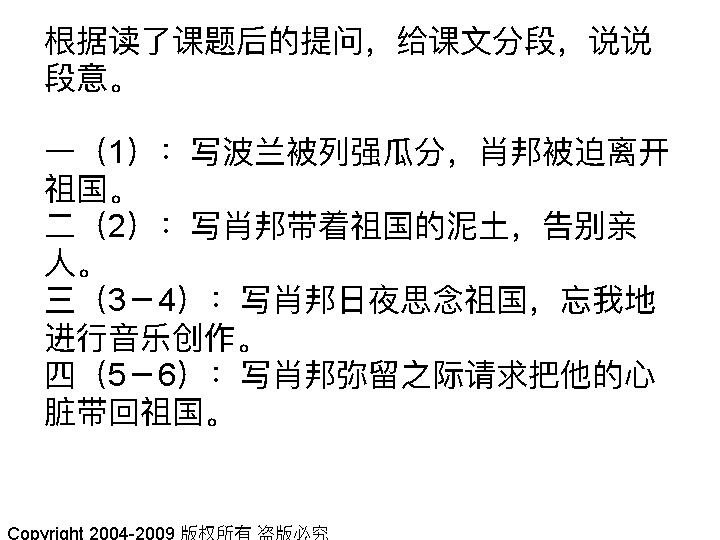 根据读了课题后的提问，给课文分段，说说
段意。
一（1）：写波兰被列强瓜分，肖邦被迫离开
祖国。
二（2）：写肖邦带着祖国的泥土，告别亲
人。
三（3－4）：写肖邦日夜思念祖国，忘我地
进行音乐创作。
四（5－6）：写肖邦弥留之际请求把他的心
脏带回祖国。
Copyright 2004-2009 版权所有 盗版必究